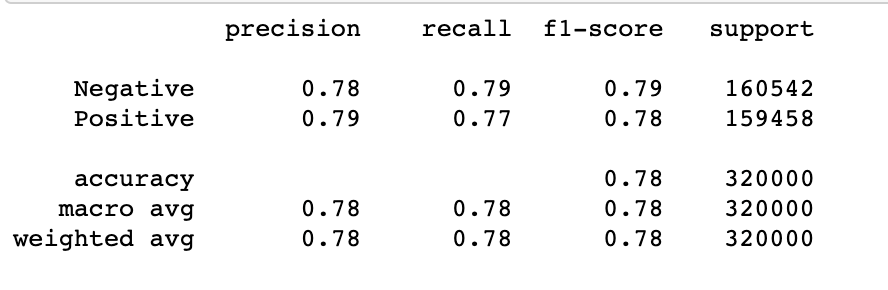 precision recall f1-score support
Negative 0.78 0.79 0.79 160542
Positive 0.79 0.77 0.78 159458
accuracy 0.78 320000
macro avg 0.78 0.78 0.78 320000
weighted avg 0.78 0.78 0.78 320000